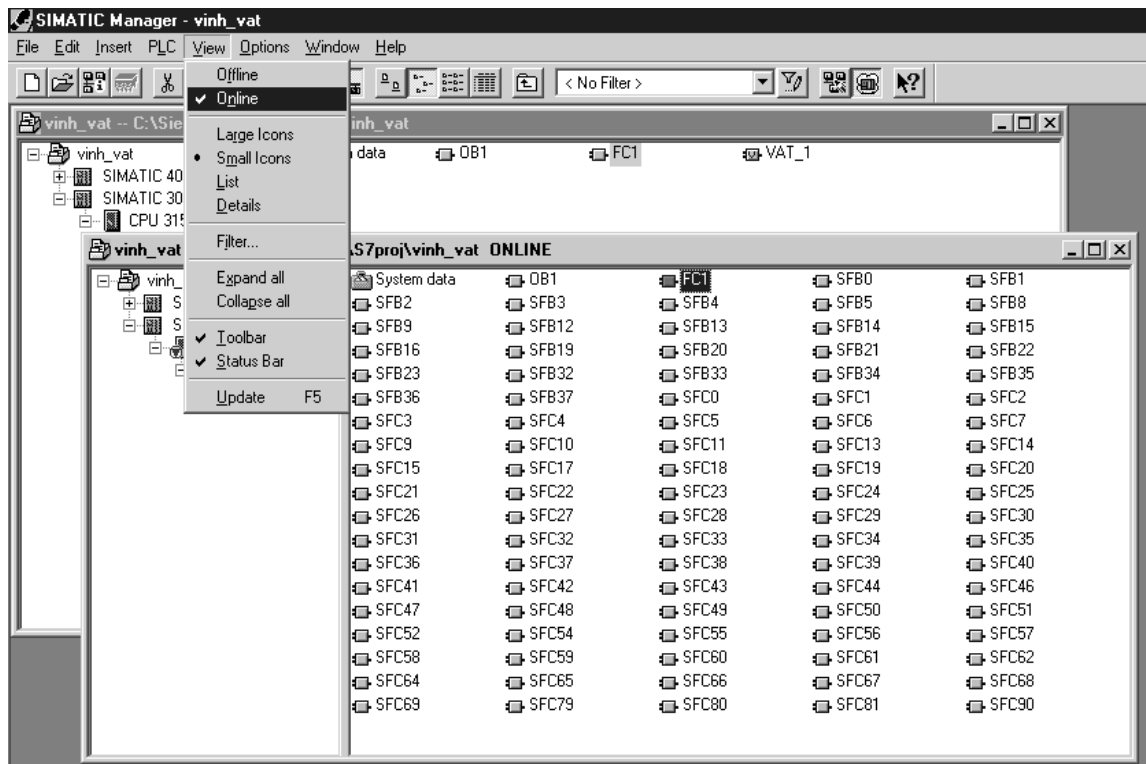 SIMATIC Manager - vinh_vat
File Edit Insert PLC View Options Window Help
< No Filter >
Offline
Online
Large Icons
Small Icons
List
Details
Filter...
Expand all
Collapse all
Toolbar
Status Bar
Update F5
vinh_vat -- C:\Sie inh_vat
vinh_vat data OB1 FC1 VAT_1
SIMATIC 40
SIMATIC 30
CPU 315
vinh_vat \S7proj\vinh_vat ONLINE
vinh_ System data OB1 FC1 SFB0 SFB1
S SFB2 SFB3 SFB4 SFB5 SFB8
S SFB9 SFB12 SFB13 SFB14 SFB15
SFB16 SFB19 SFB20 SFB21 SFB22
SFB23 SFB32 SFB33 SFB34 SFB35
SFB36 SFB37 SFC0 SFC1 SFC2
SFC3 SFC4 SFC5 SFC6 SFC7
SFC9 SFC10 SFC11 SFC13 SFC14
SFC15 SFC17 SFC18 SFC19 SFC20
SFC21 SFC22 SFC23 SFC24 SFC25
SFC26 SFC27 SFC28 SFC29 SFC30
SFC31 SFC32 SFC33 SFC34 SFC35
SFC36 SFC37 SFC38 SFC39 SFC40
SFC41 SFC42 SFC43 SFC44 SFC46
SFC47 SFC48 SFC49 SFC50 SFC51
SFC52 SFC54 SFC55 SFC56 SFC57
SFC58 SFC59 SFC60 SFC61 SFC62
SFC64 SFC65 SFC66 SFC67 SFC68
SFC69 SFC79 SFC80 SFC81 SFC90